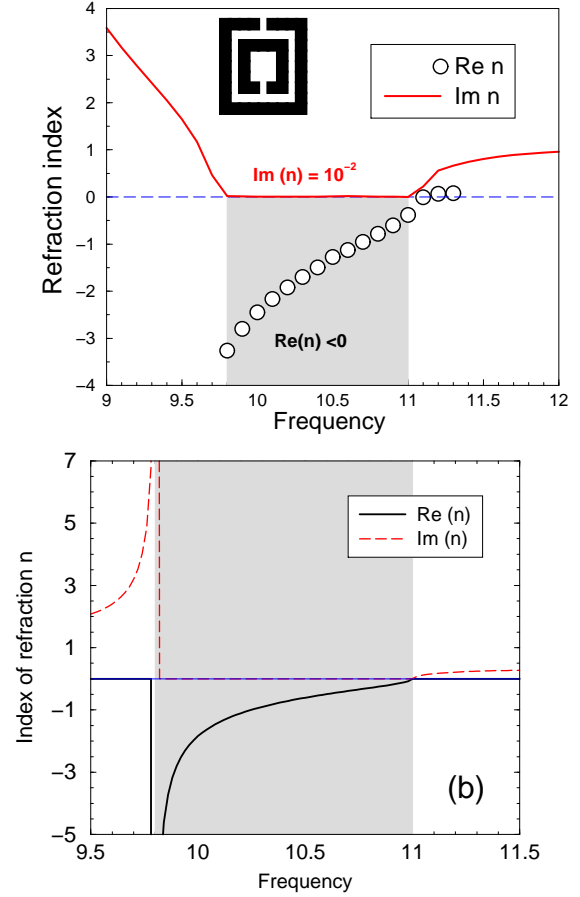 4
3
2
1
0
−1
−2
−3
−4
Refraction index
Re n
Im n
Im (n) = 10⁻²
Re(n) <0
9 9.5 10 10.5 11 11.5 12
Frequency
7
5
3
1
−1
−3
−5
Index of refraction n
Re (n)
Im (n)
(b)
9.5 10 10.5 11 11.5
Frequency